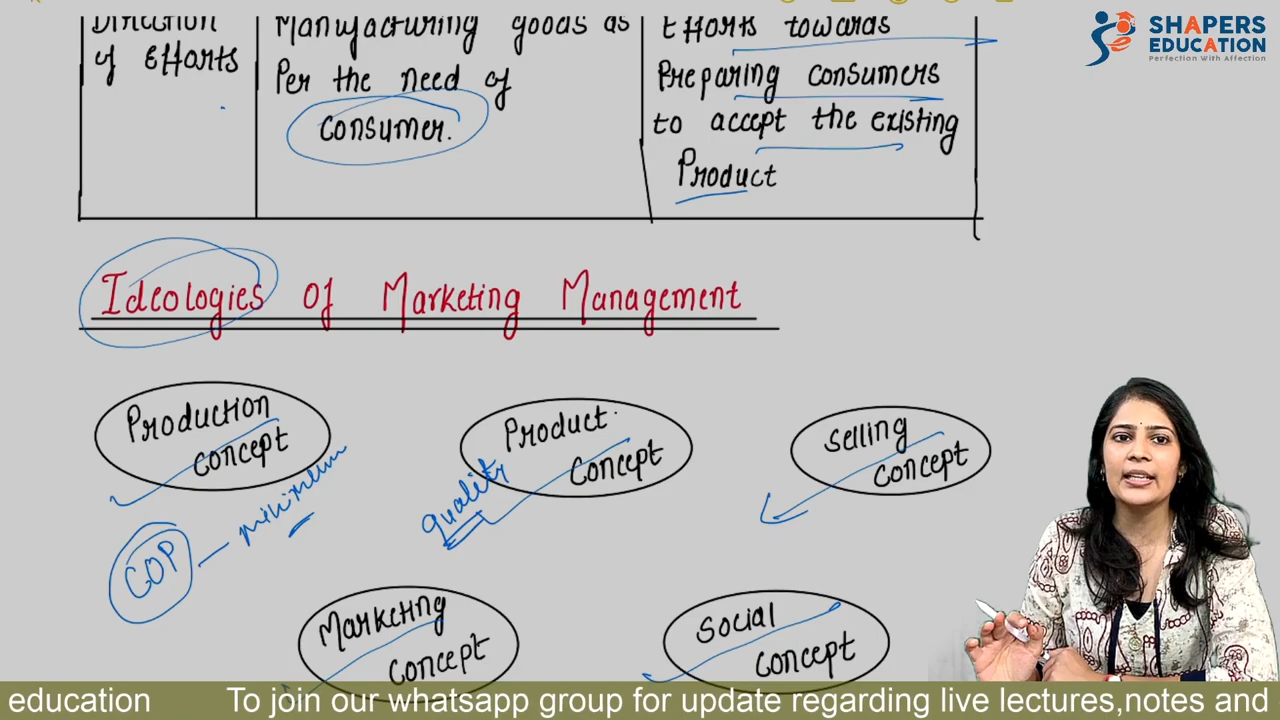 Direction
of Efforts
Manufacturing goods as
Per the need of
consumer.
Efforts towards
Preparing consumers
to accept the existing
Product
SHAPERS
EDUCATION
Perfection With Affection
Ideologies of Marketing Management
Production
concept
Product
Concept
Selling
Concept
minimum
quality
COP
Marketing
concept
Social
concept
education To join our whatsapp group for update regarding live lectures,notes and